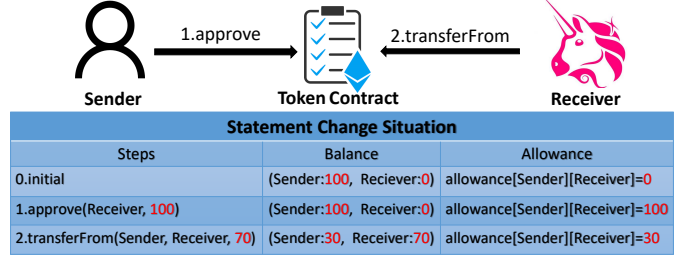 1.approve
2.transferFrom
Sender
Token Contract
Receiver
Statement Change Situation
Steps Balance Allowance
0.initial (Sender:100, Reciever:0) allowance[Sender][Receiver]=0
1.approve(Receiver, 100) (Sender:100, Receiver:0) allowance[Sender][Receiver]=100
2.transferFrom(Sender, Receiver, 70) (Sender:30, Receiver:70) allowance[Sender][Receiver]=30